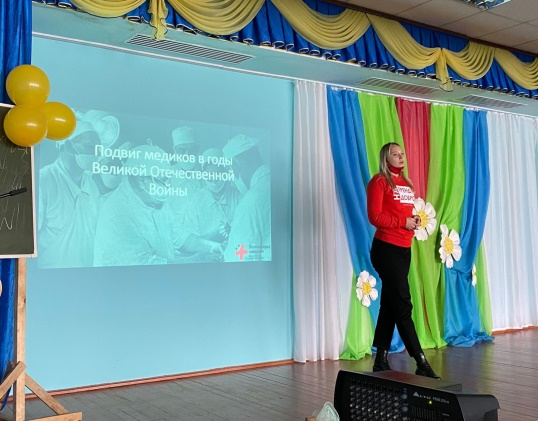 Подвиг медиков в годы
Великой Отечественной
Войны